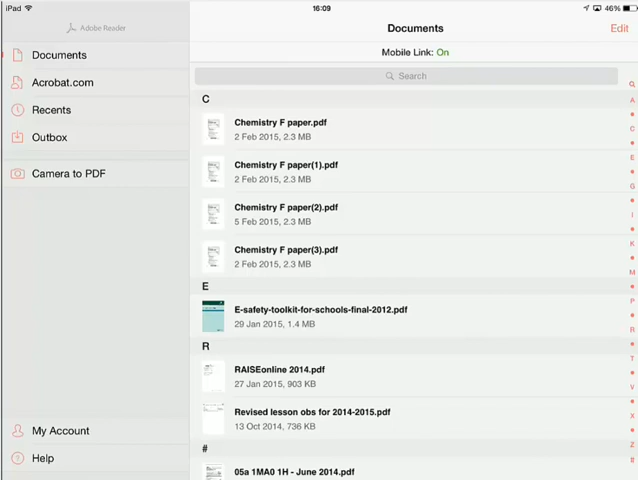 iPad
16:09
46%
Adobe Reader
Documents
Acrobat.com
Recents
Outbox
Camera to PDF
My Account
Help
Documents
Edit
Mobile Link: On
Search
C
Chemistry F paper.pdf
2 Feb 2015, 2.3 MB
Chemistry F paper(1).pdf
2 Feb 2015, 2.3 MB
Chemistry F paper(2).pdf
5 Feb 2015, 2.3 MB
Chemistry F paper(3).pdf
2 Feb 2015, 2.3 MB
E
E-safety-toolkit-for-schools-final-2012.pdf
29 Jan 2015, 1.4 MB
R
RAISEonline 2014.pdf
27 Jan 2015, 903 KB
Revised lesson obs for 2014-2015.pdf
13 Oct 2014, 736 KB
#
05a 1MA0 1H - June 2014.pdf
A
C
E
G
I
K
M
P
R
T
V
X
Z
#